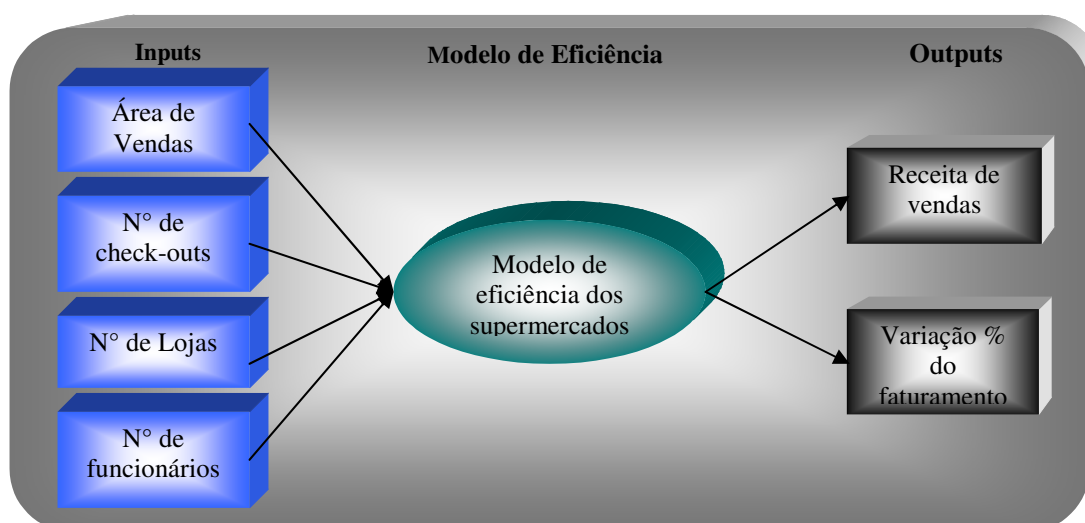 Inputs
Modelo de Eficiência
Outputs
Área de
Vendas
N° de
check-outs
N° de Lojas
N° de
funcionários
Modelo de
eficiência dos
supermercados
Receita de
vendas
Variação %
do
faturamento